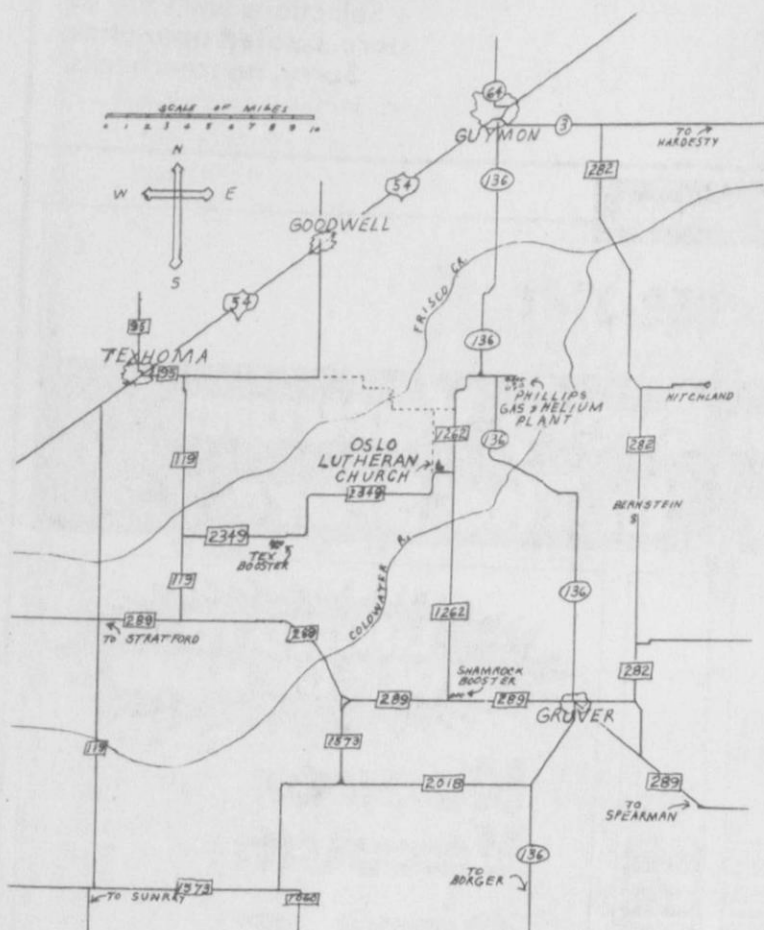 SCALE OF MILES
0 1 2 3 4 5 6 7 8 9 10
N
W E
S
64
GUYMON
3
TO
HARDESTY
136
282
54
GOODWELL
FRISCO CR.
54
95
TEXHOMA
95
136
PHILLIPS
GAS & HELIUM
PLANT
HITCHLAND
1262
136
282
OSLO
LUTHERAN
CHURCH
119
2349
BERNSTEIN
2349
TEX
BOOSTER
119
COLDWATER R.
136
289
TO STRATFORD
289
1262
SHAMROCK
BOOSTER
282
289
289
GRUVER
119
1573
2018
289
TO
SPEARMAN
136
TO
BORGER
1573
TO SUNRAY
1060